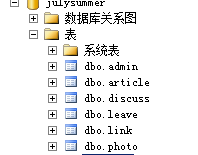 julysummer
数据库关系图
表
系统表
dbo.admin
dbo.article
dbo.discuss
dbo.leave
dbo.link
dbo.photo